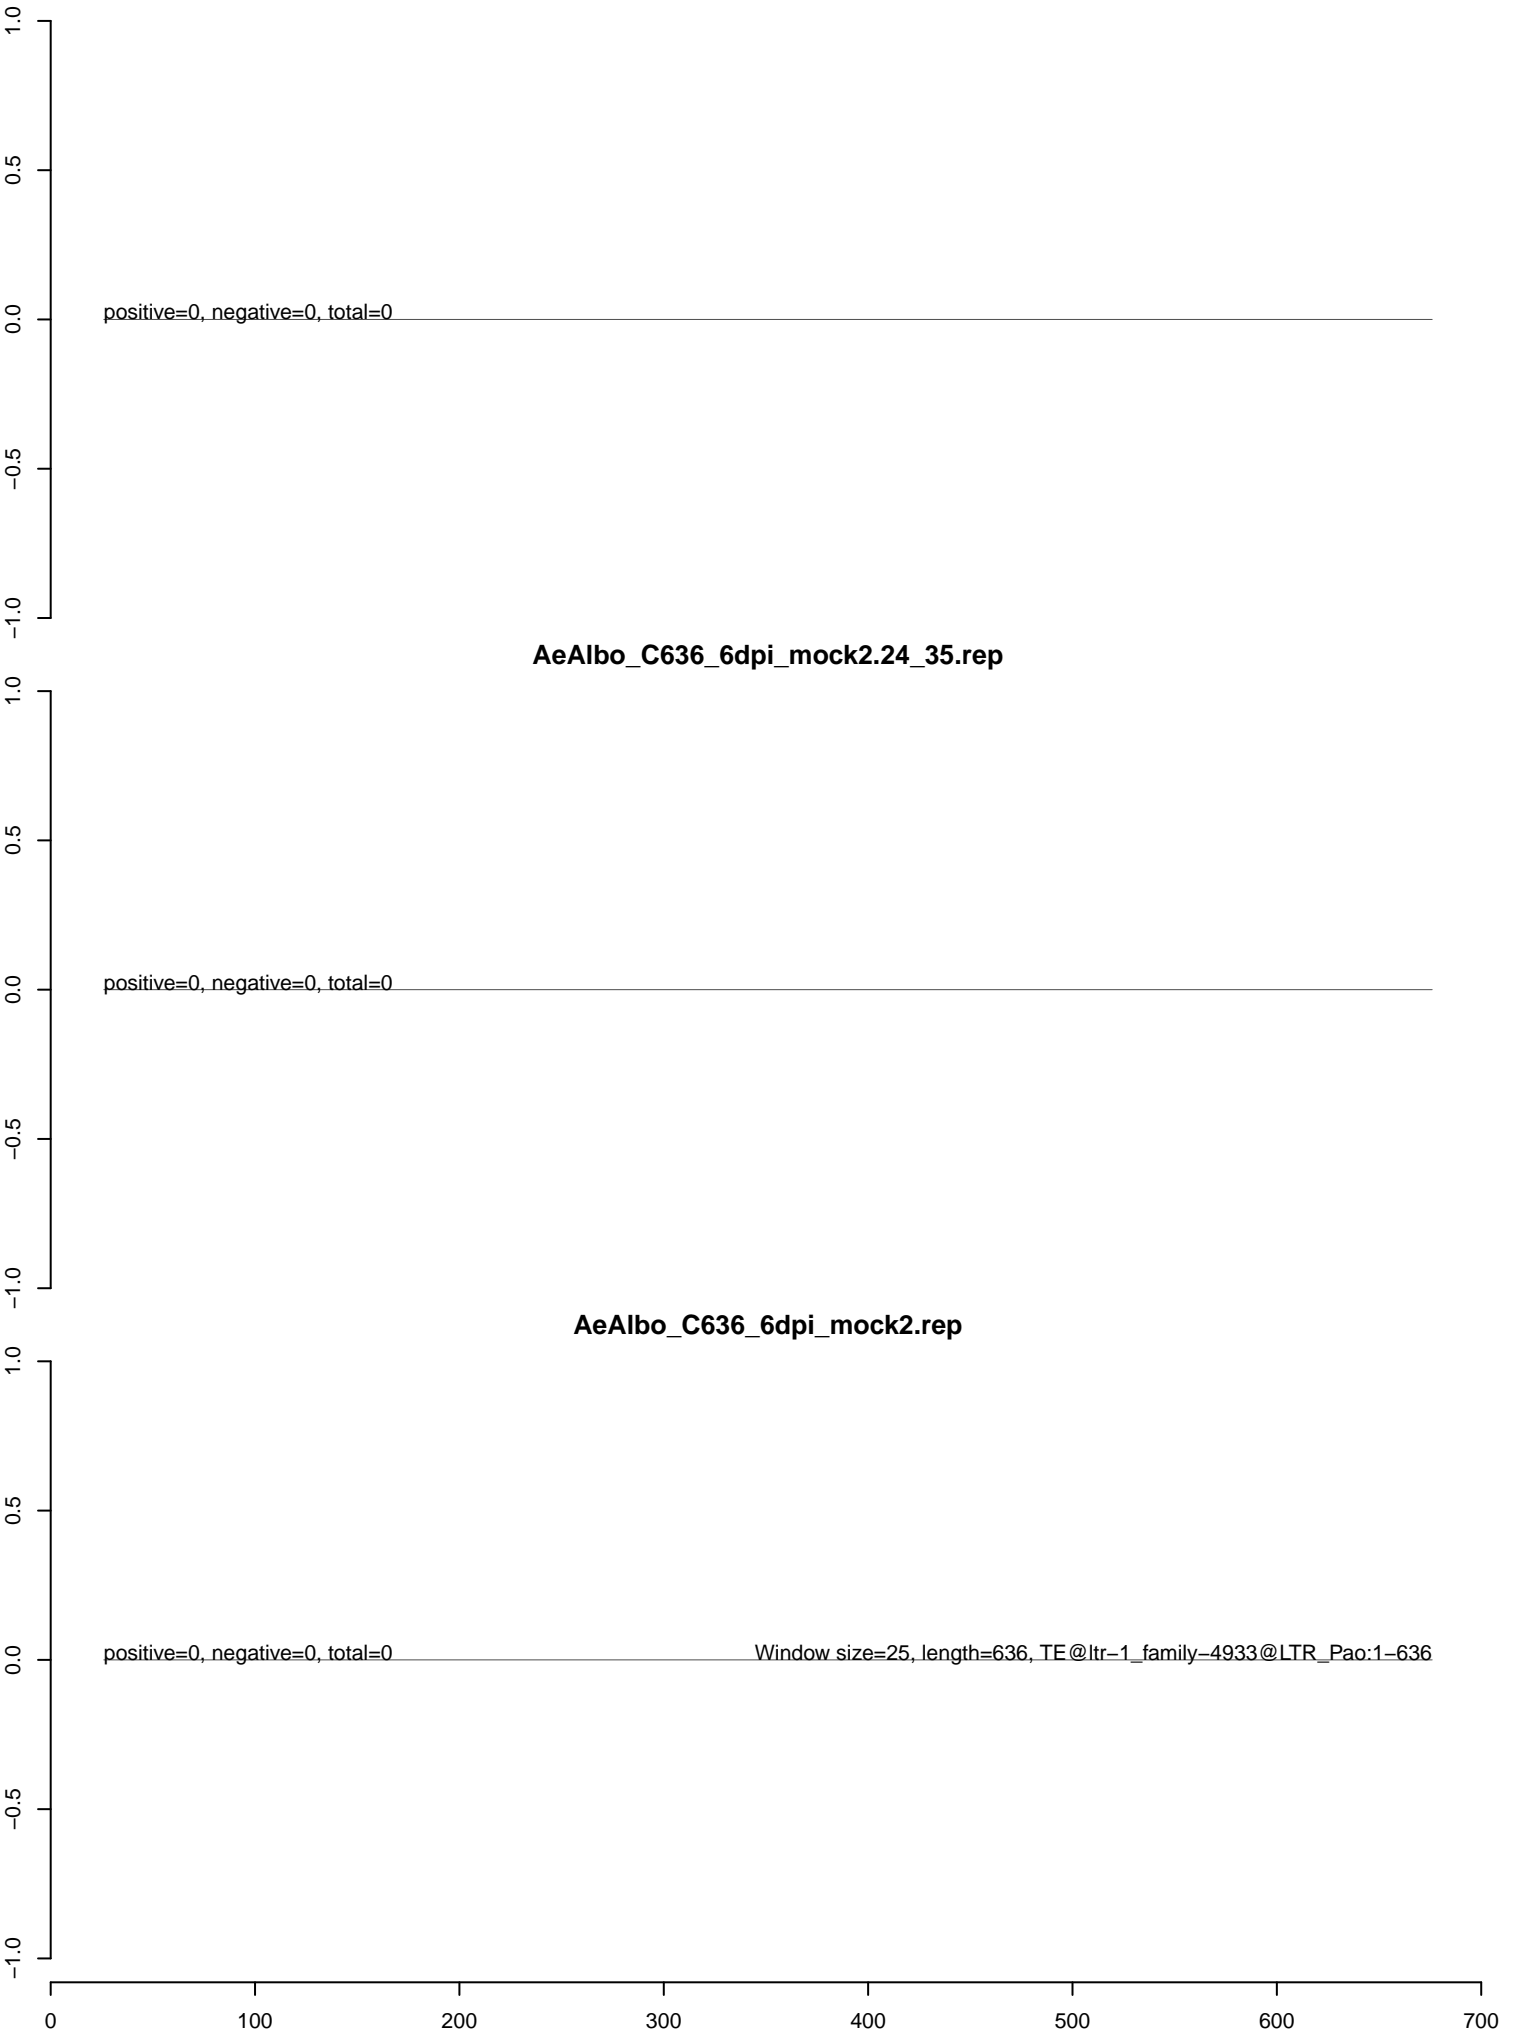 1.0
0.5
0.0
−0.5
−1.0
positive=0, negative=0, total=0
AeAlbo_C636_6dpi_mock2.24_35.rep
1.0
0.5
0.0
−0.5
−1.0
positive=0, negative=0, total=0
AeAlbo_C636_6dpi_mock2.rep
1.0
0.5
0.0
−0.5
−1.0
positive=0, negative=0, total=0
Window size=25, length=636, TE@ltr−1_family−4933@LTR_Pao:1−636
0 100 200 300 400 500 600 700